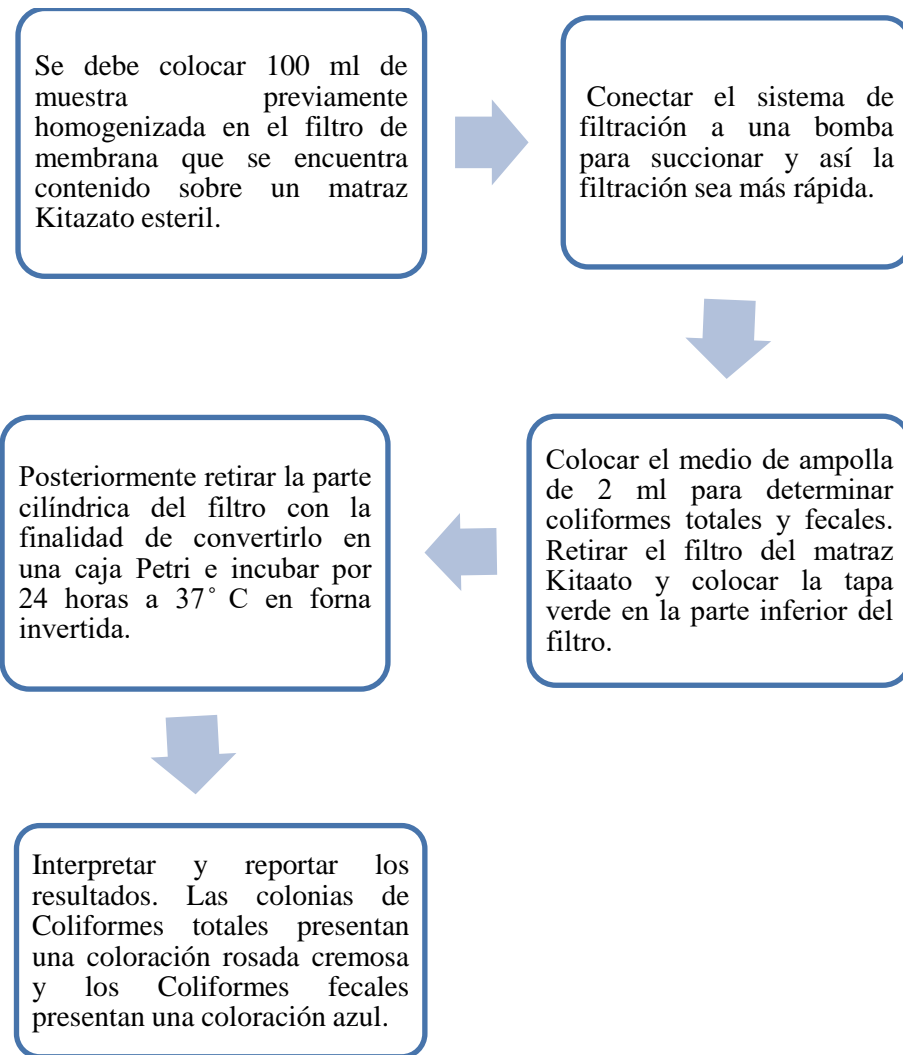 Se debe colocar 100 ml de
muestra previamente
homogenizada en el filtro de
membrana que se encuentra
contenido sobre un matraz
Kitazato esteril.
Conectar el sistema de
filtración a una bomba
para succionar y así la
filtración sea más rápida.
Colocar el medio de ampolla
de 2 ml para determinar
coliformes totales y fecales.
Retirar el filtro del matraz
Kitaato y colocar la tapa
verde en la parte inferior del
filtro.
Posteriormente retirar la parte
cilíndrica del filtro con la
finalidad de convertirlo en
una caja Petri e incubar por
24 horas a 37° C en forna
invertida.
Interpretar y reportar los
resultados. Las colonias de
Coliformes totales presentan
una coloración rosada cremosa
y los Coliformes fecales
presentan una coloración azul.